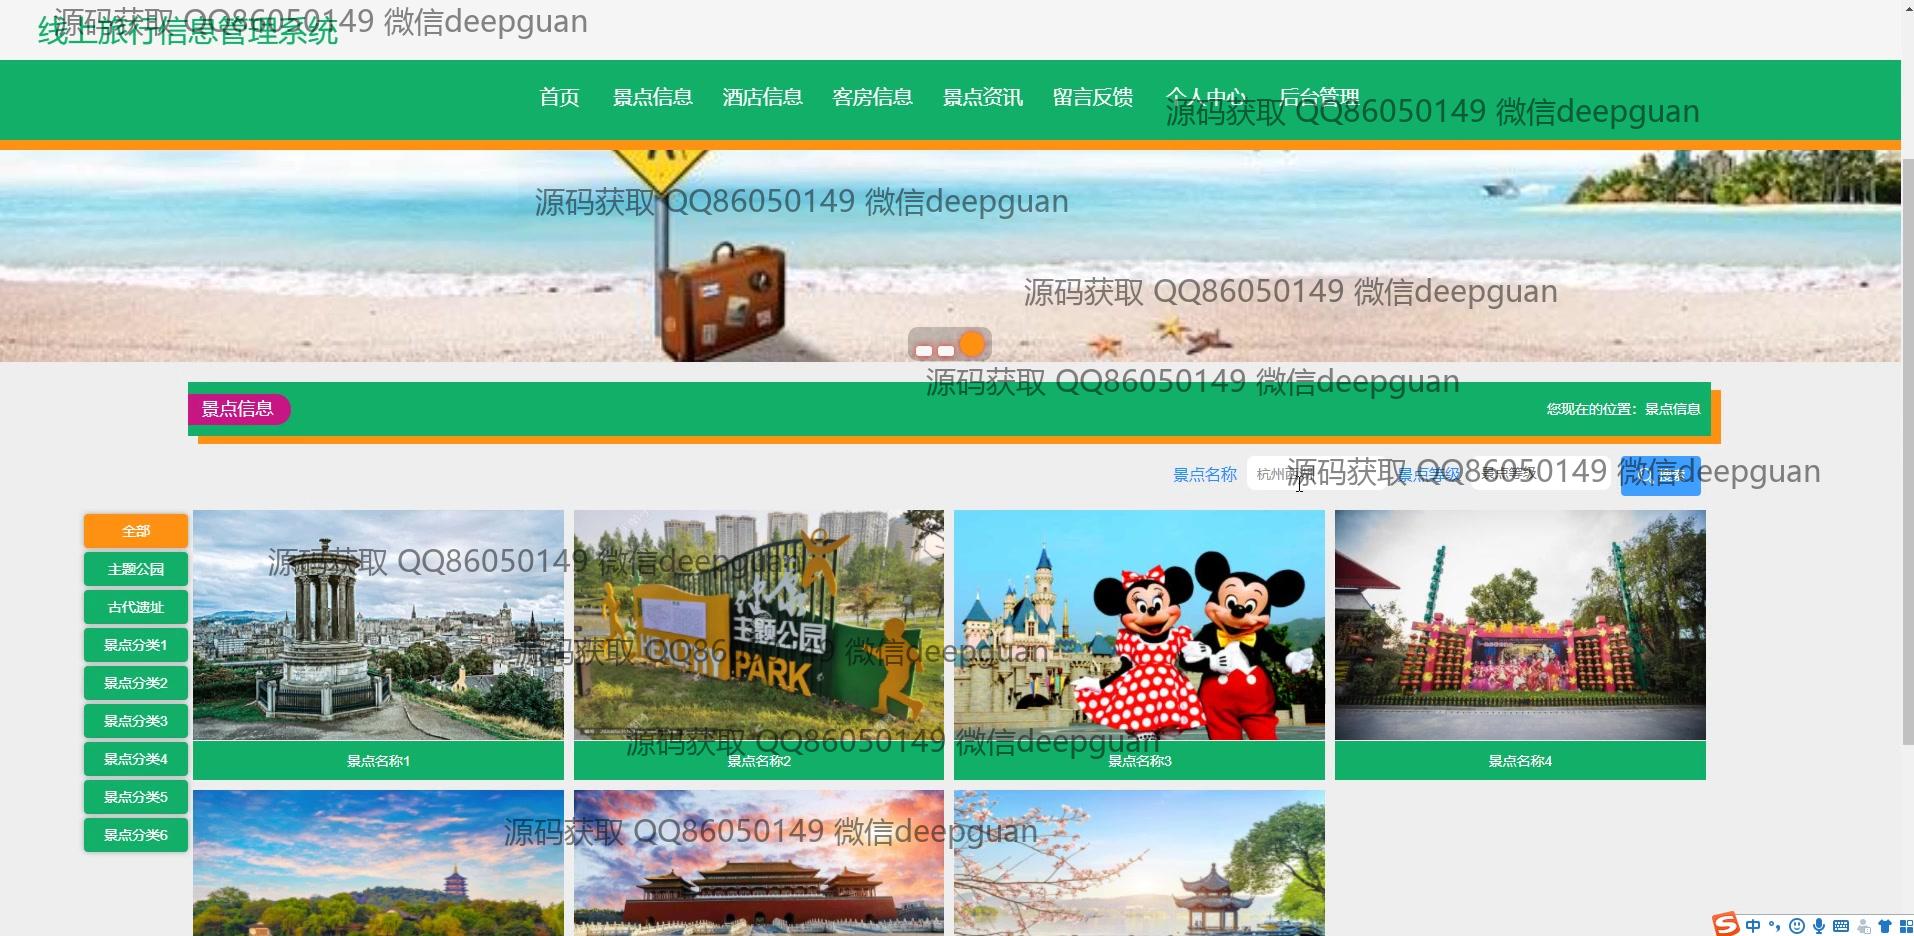 线上旅行信息管理系统
源码获取 QQ86050149 微信deepguan
首页 景点信息 酒店信息 客房信息 景点资讯 留言反馈 个人中心 后台管理
源码获取 QQ86050149 微信deepguan
源码获取 QQ86050149 微信deepguan
源码获取 QQ86050149 微信deepguan
源码获取 QQ86050149 微信deepguan
景点信息
您现在的位置：景点信息
景点名称 杭州西湖 景点等级 景点等级 搜索
源码获取 QQ86050149 微信deepguan
全部
主题公园
古代遗址
景点分类1
景点分类2
景点分类3
景点分类4
景点分类5
景点分类6
源码获取 QQ86050149 微信deepguan
主题公园
PARK
源码获取 QQ86050149 微信deepguan
源码获取 QQ86050149 微信deepguan
景点名称1
景点名称2
景点名称3
景点名称4
源码获取 QQ86050149 微信deepguan
中